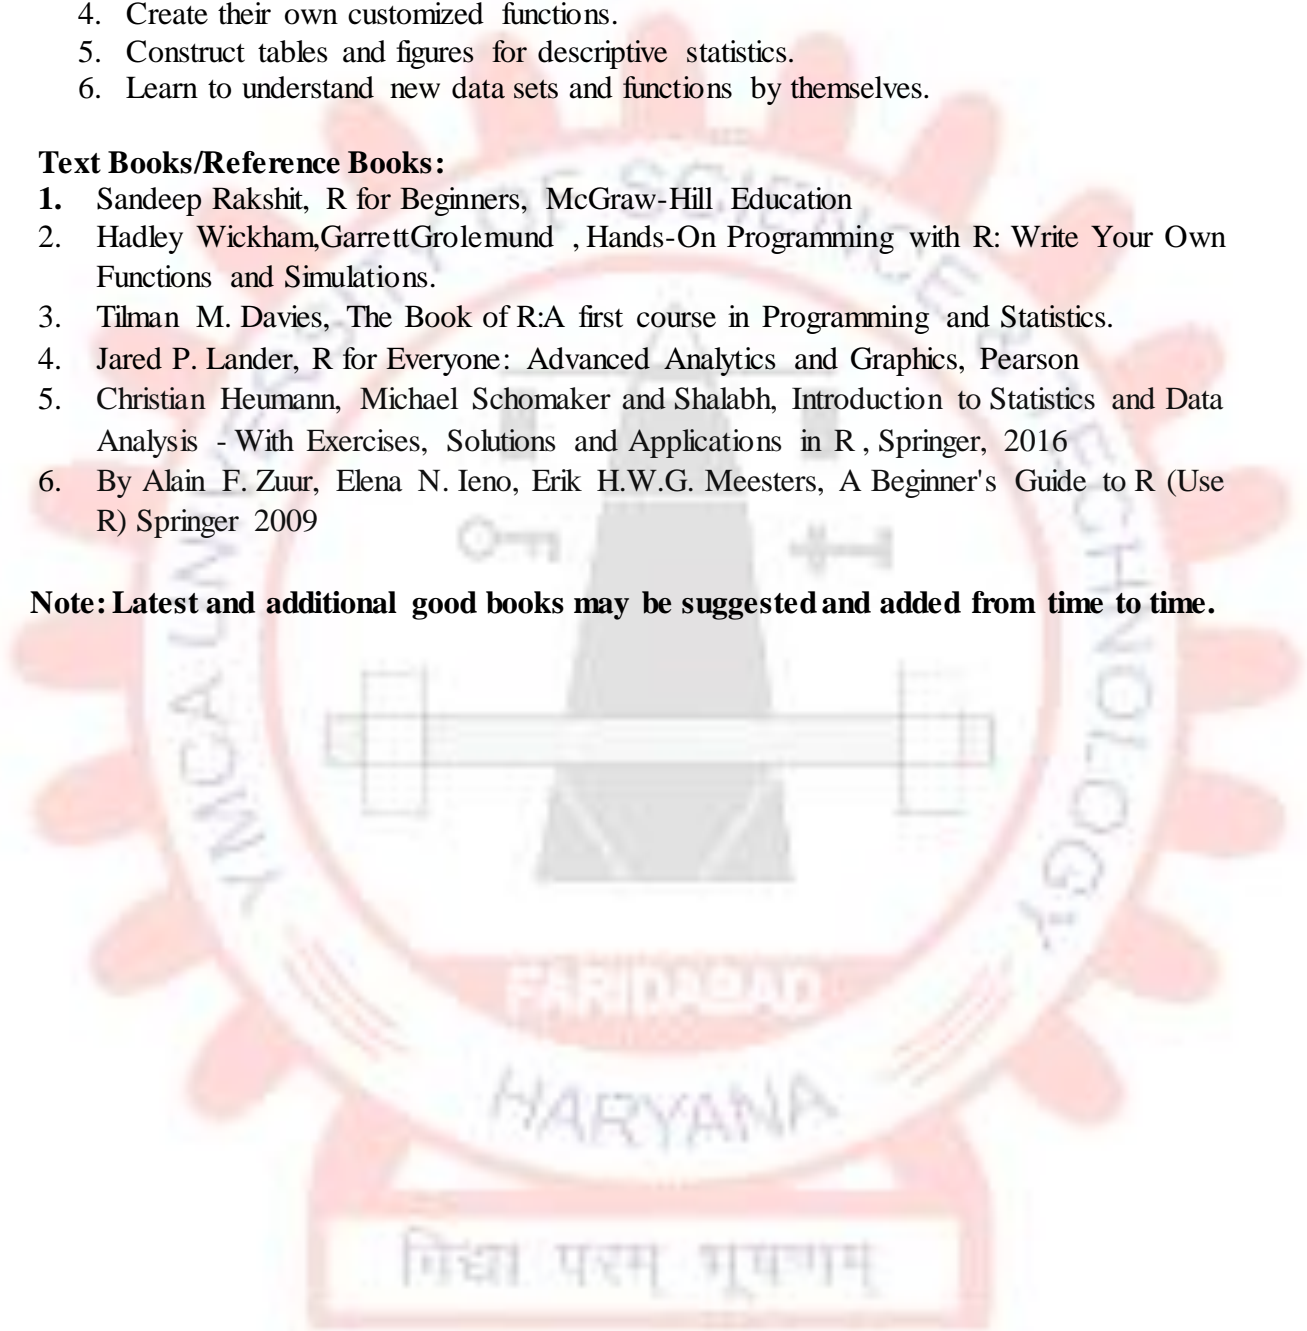 4. Create their own customized functions.
5. Construct tables and figures for descriptive statistics.
6. Learn to understand new data sets and functions by themselves.
Text Books/Reference Books:
1. Sandeep Rakshit, R for Beginners, McGraw-Hill Education
2. Hadley Wickham,GarrettGrolemund , Hands-On Programming with R: Write Your Own
Functions and Simulations.
3. Tilman M. Davies, The Book of R:A first course in Programming and Statistics.
4. Jared P. Lander, R for Everyone: Advanced Analytics and Graphics, Pearson
5. Christian Heumann, Michael Schomaker and Shalabh, Introduction to Statistics and Data
Analysis - With Exercises, Solutions and Applications in R , Springer, 2016
6. By Alain F. Zuur, Elena N. Ieno, Erik H.W.G. Meesters, A Beginner's Guide to R (Use
R) Springer 2009
Note: Latest and additional good books may be suggested and added from time to time.
YMCA UNIVERSITY OF SCIENCE & TECHNOLOGY
FARIDABAD
HARYANA
विद्या परम् भूषणम्